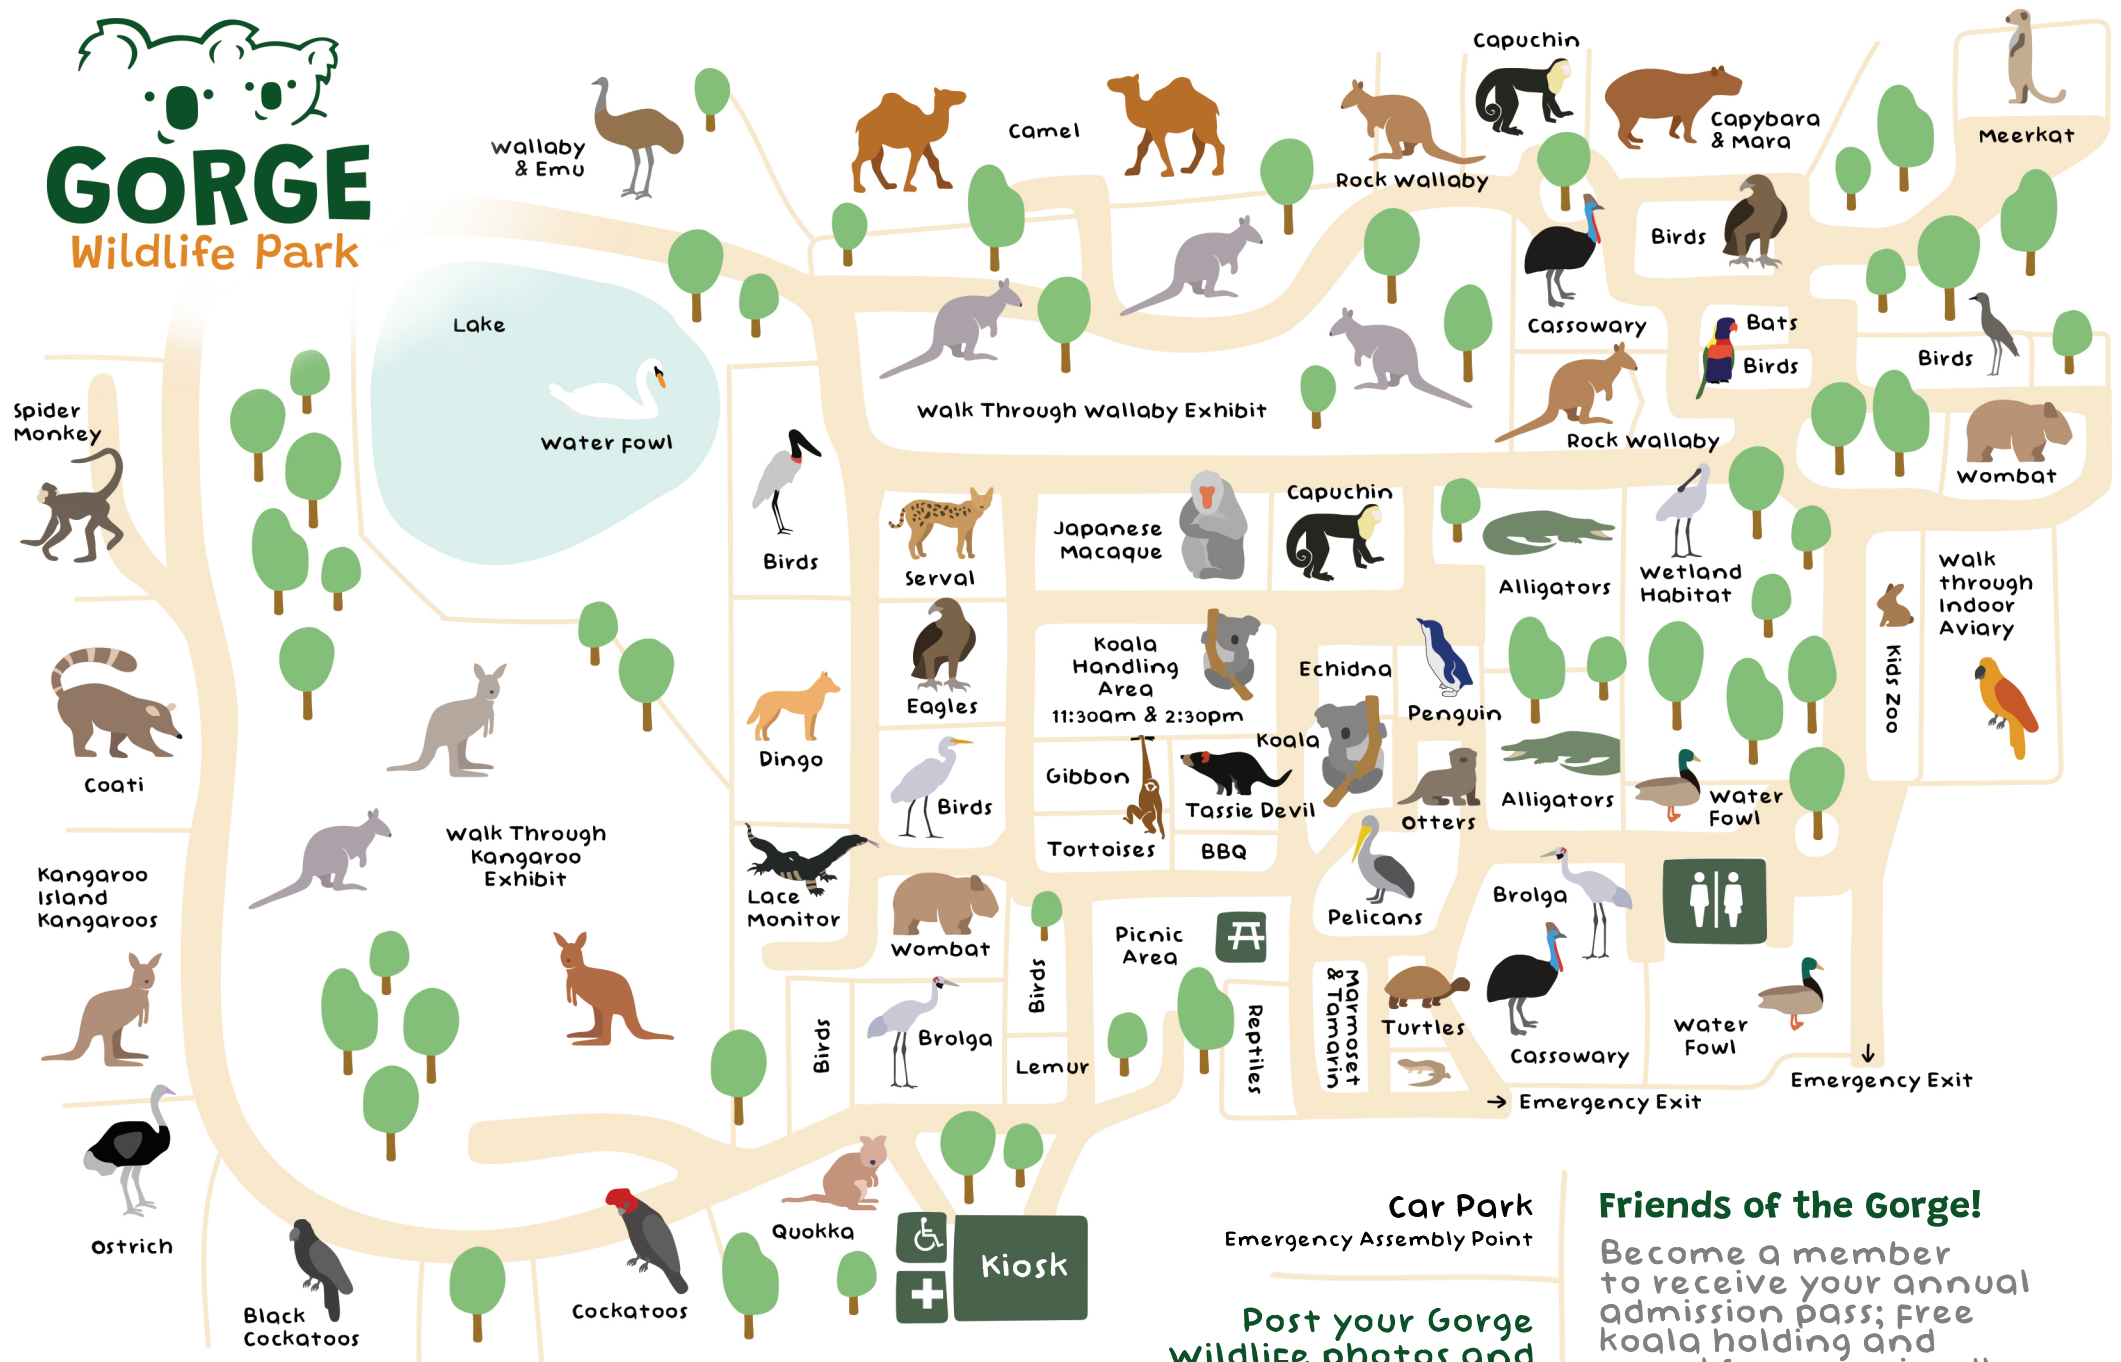 GORGE
Wildlife Park
Wallaby
& Emu
Camel
Capuchin
Rock Wallaby
Capybara
& Mara
Meerkat
Birds
Lake
Water Fowl
Cassowary
Bats
Birds
Birds
Walk Through Wallaby Exhibit
Rock Wallaby
Wombat
Spider
Monkey
Birds
Serval
Japanese
Macaque
Capuchin
Alligators
Wetland
Habitat
Walk
through
Indoor
Aviary
Kids Zoo
Koala
Handling
Area
11:30am & 2:30pm
Echidna
Penguin
Eagles
Dingo
Koala
Coati
Birds
Gibbon
Tassie Devil
Otters
Alligators
Water
Fowl
Walk Through
Kangaroo
Exhibit
Tortoises
BBQ
Kangaroo
Island
Kangaroos
Lace
Monitor
Wombat
Picnic
Area
Pelicans
Brolga
Birds
Birds
Brolga
Lemur
Reptiles
Marmoset
& Tamarin
Turtles
Cassowary
Water
Fowl
Emergency Exit
→ Emergency Exit
Ostrich
Quokka
Kiosk
Black
Cockatoos
Cockatoos
Car Park
Emergency Assembly Point
Post your Gorge
Wildlife photos and
Friends of the Gorge!
Become a member
to receive your annual
admission pass; Free
koala holding and